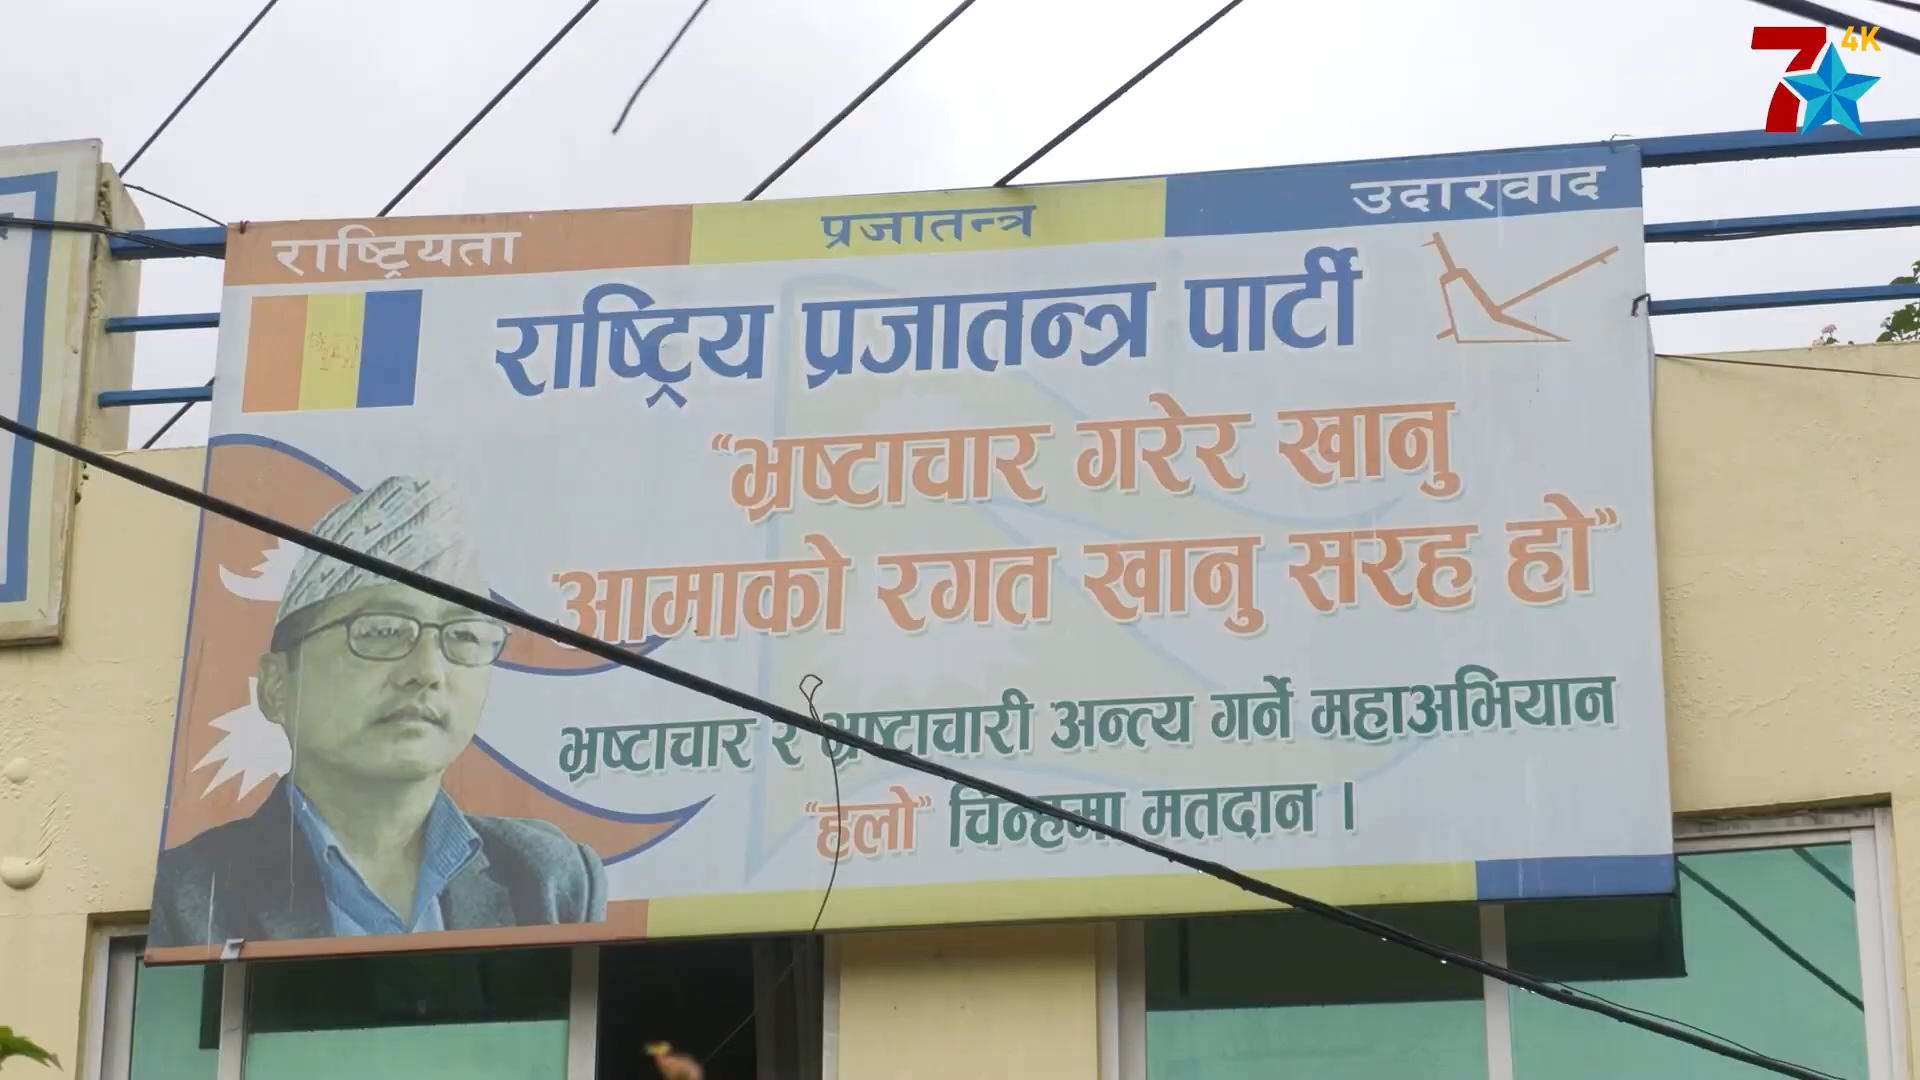 7 4K
राष्ट्रियता प्रजातन्त्र उदारवाद
राष्ट्रिय प्रजातन्त्र पार्टी
“भ्रष्टाचार गरेर खानु
आमाको रगत खानु सरह हो”
भ्रष्टाचार र भ्रष्टाचारी अन्त्य गर्ने महाअभियान
“हलो” चिन्हमा मतदान ।